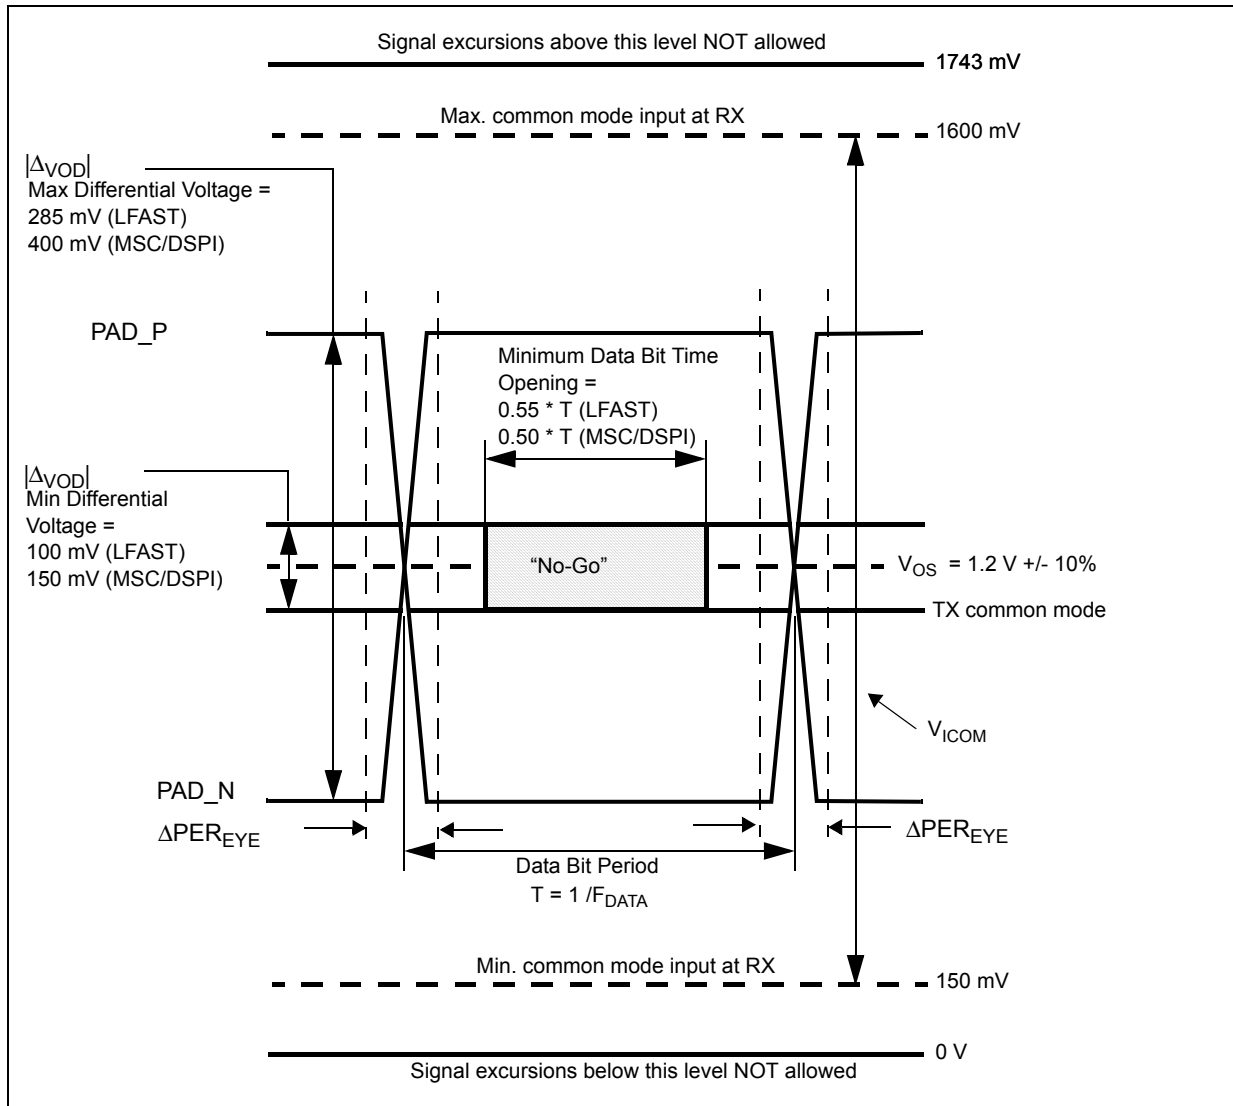 Signal excursions above this level NOT allowed
1743 mV
Max. common mode input at RX
1600 mV
|ΔVOD|
Max Differential Voltage =
285 mV (LFAST)
400 mV (MSC/DSPI)
PAD_P
Minimum Data Bit Time
Opening =
0.55 * T (LFAST)
0.50 * T (MSC/DSPI)
|ΔVOD|
Min Differential
Voltage =
100 mV (LFAST)
150 mV (MSC/DSPI)
"No-Go"
VOS = 1.2 V +/- 10%
TX common mode
VICOM
PAD_N
ΔPEREYE
ΔPEREYE
Data Bit Period
T = 1 /FDATA
Min. common mode input at RX
150 mV
0 V
Signal excursions below this level NOT allowed